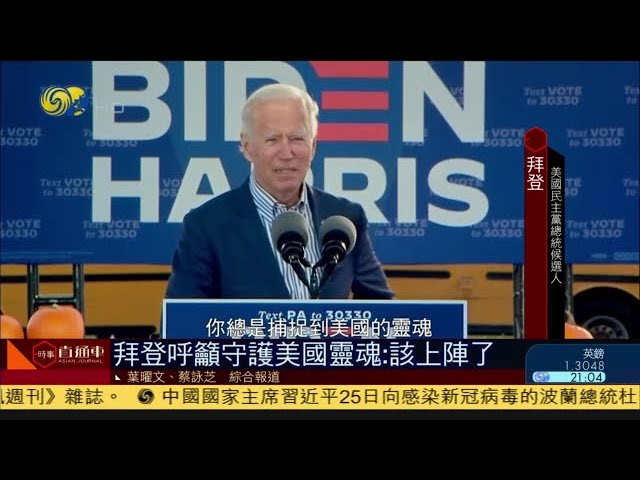 BIDEN
HARRIS
Text VOTE
to 30330
拜登
美國民主黨總統候選人
Text PA to 30330
你總是捕捉到美國的靈魂
時事
直通車
ASIAN JOURNAL
拜登呼籲守護美國靈魂:該上陣了
葉曜文、蔡詠芝 綜合報道
英鎊
1.3048
21:04
週刊》雜誌。 中國國家主席習近平25日向感染新冠病毒的波蘭總統杜